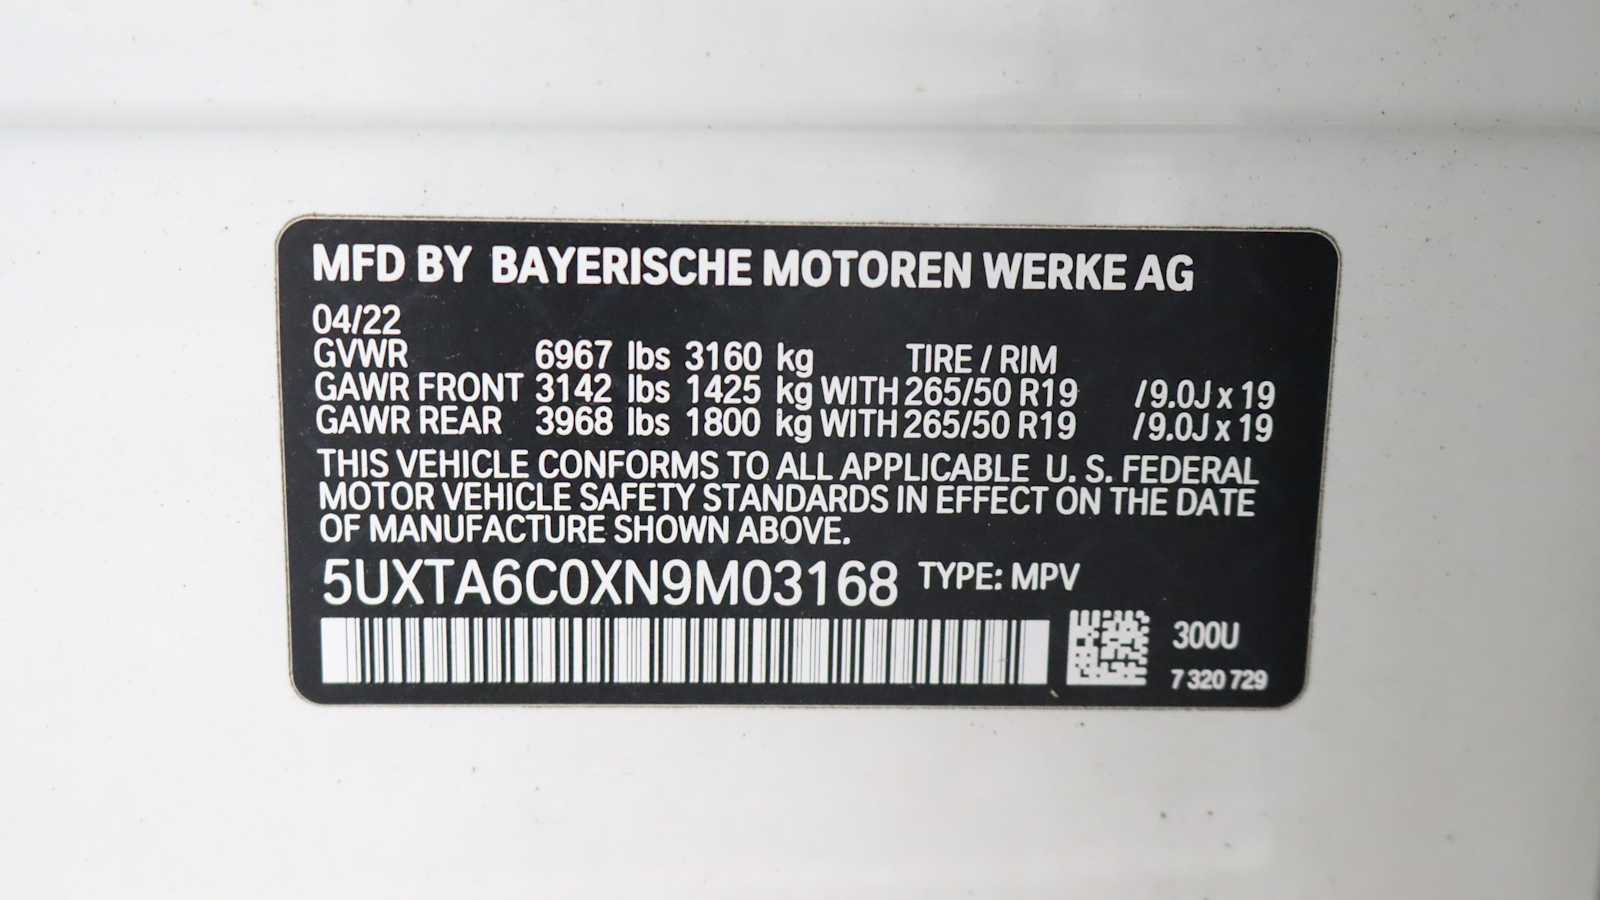 MFD BY BAYERISCHE MOTOREN WERKE AG
04/22
GVWR 6967 lbs 3160 kg TIRE / RIM
GAWR FRONT 3142 lbs 1425 kg WITH 265/50 R19 / 9.0J x 19
GAWR REAR 3968 lbs 1800 kg WITH 265/50 R19 / 9.0J x 19
THIS VEHICLE CONFORMS TO ALL APPLICABLE U. S. FEDERAL
MOTOR VEHICLE SAFETY STANDARDS IN EFFECT ON THE DATE
OF MANUFACTURE SHOWN ABOVE.
5UXTA6C0XN9M03168 TYPE: MPV
300U
7 320 729